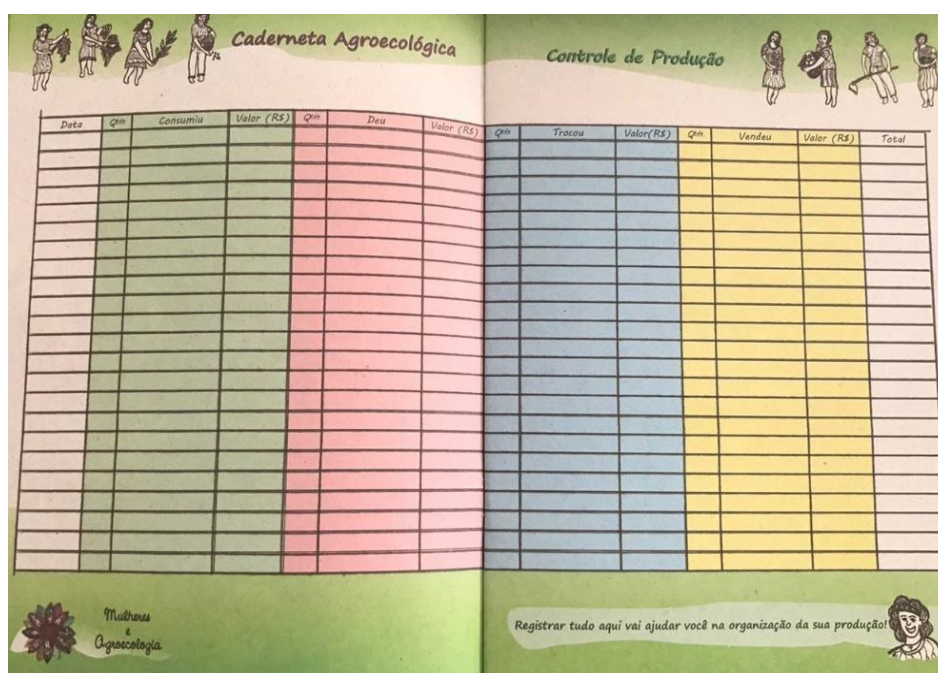 Caderneta Agroecológica
Controle de Produção
Data Qtde Consumiu Valor (R$) Qtde Deu Valor (R$) Qtde Trocou Valor(R$) Qtde Vendeu Valor (R$) Total
Mulheres
e
Agroecologia
Registrar tudo aqui vai ajudar você na organização da sua produção!